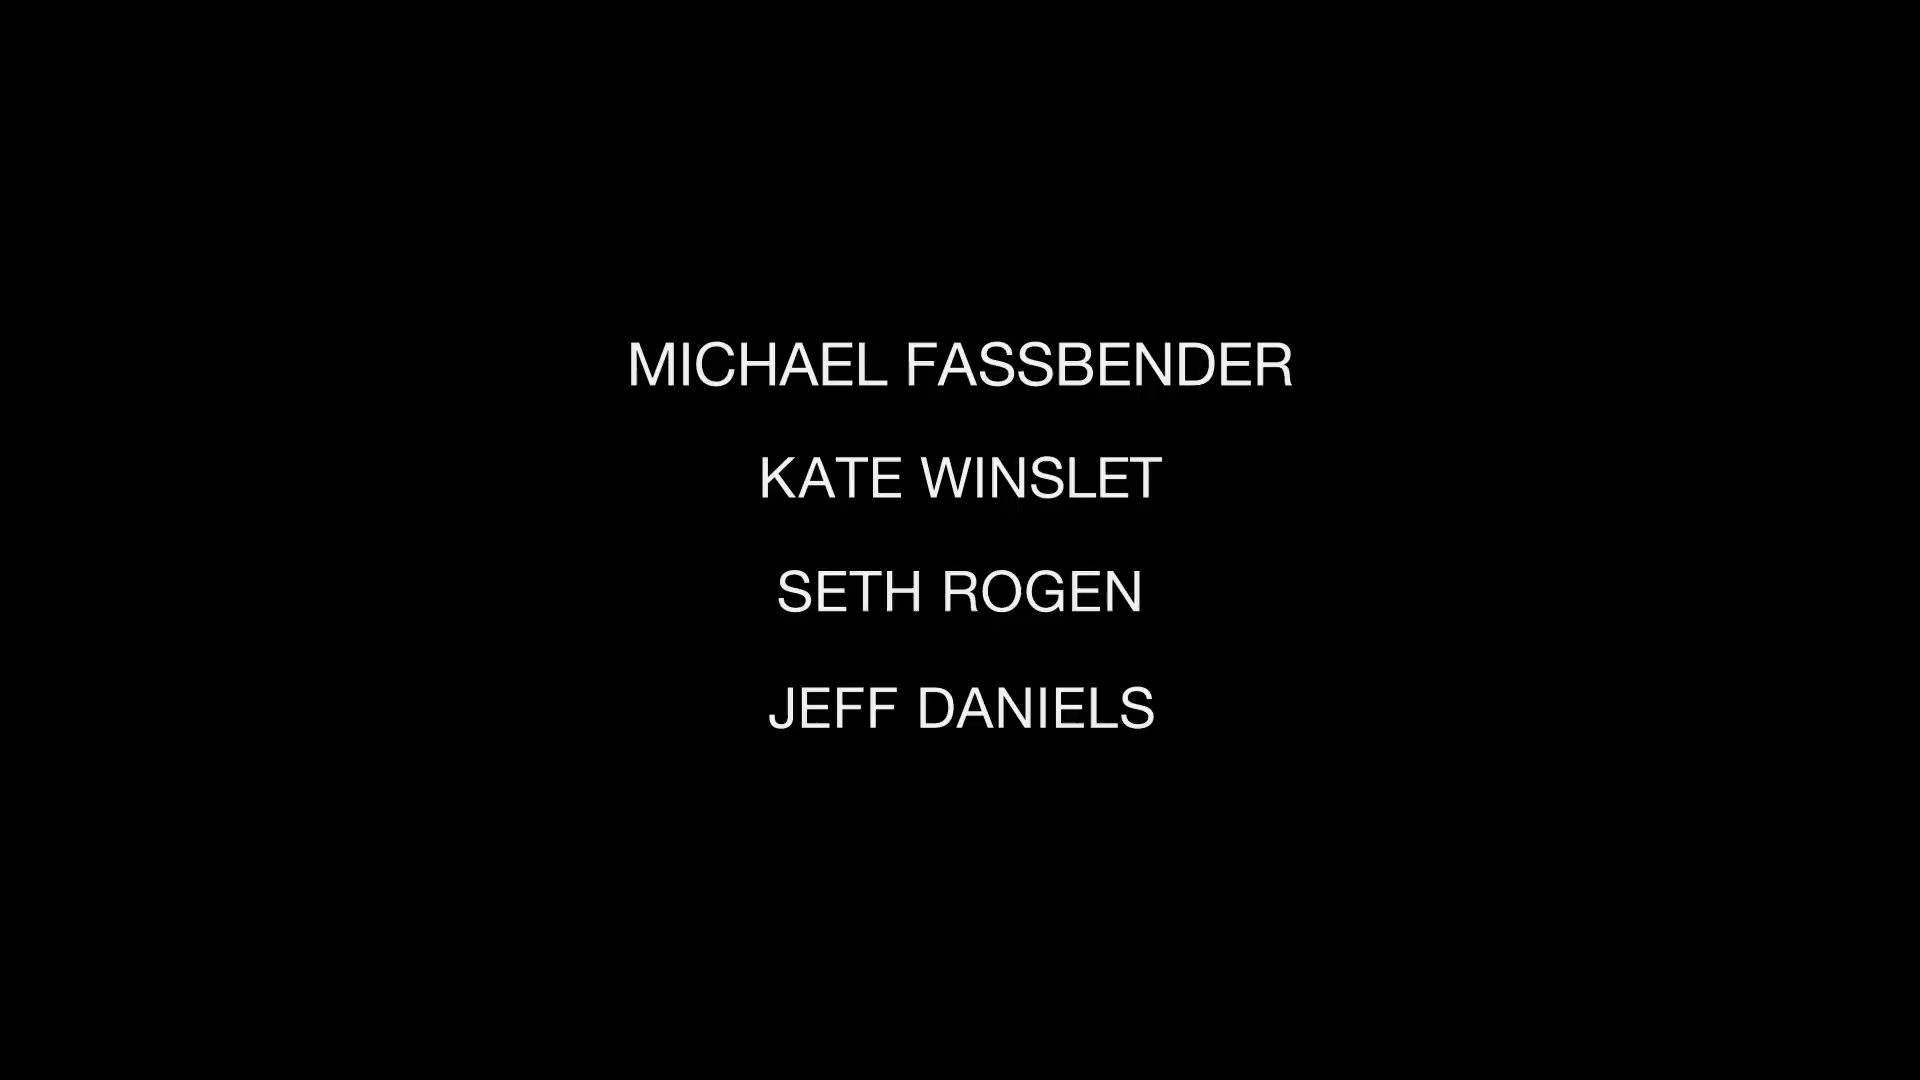 MICHAEL FASSBENDER
KATE WINSLET
SETH ROGEN
JEFF DANIELS